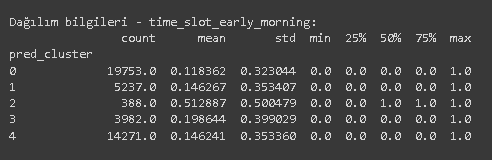 Dağılım bilgileri - time_slot_early_morning:
count mean std min 25% 50% 75% max
pred_cluster
0 19753.0 0.118362 0.323044 0.0 0.0 0.0 0.0 1.0
1 5237.0 0.146267 0.353407 0.0 0.0 0.0 0.0 1.0
2 388.0 0.512887 0.500479 0.0 0.0 1.0 1.0 1.0
3 3982.0 0.198644 0.399029 0.0 0.0 0.0 0.0 1.0
4 14271.0 0.146241 0.353360 0.0 0.0 0.0 0.0 1.0